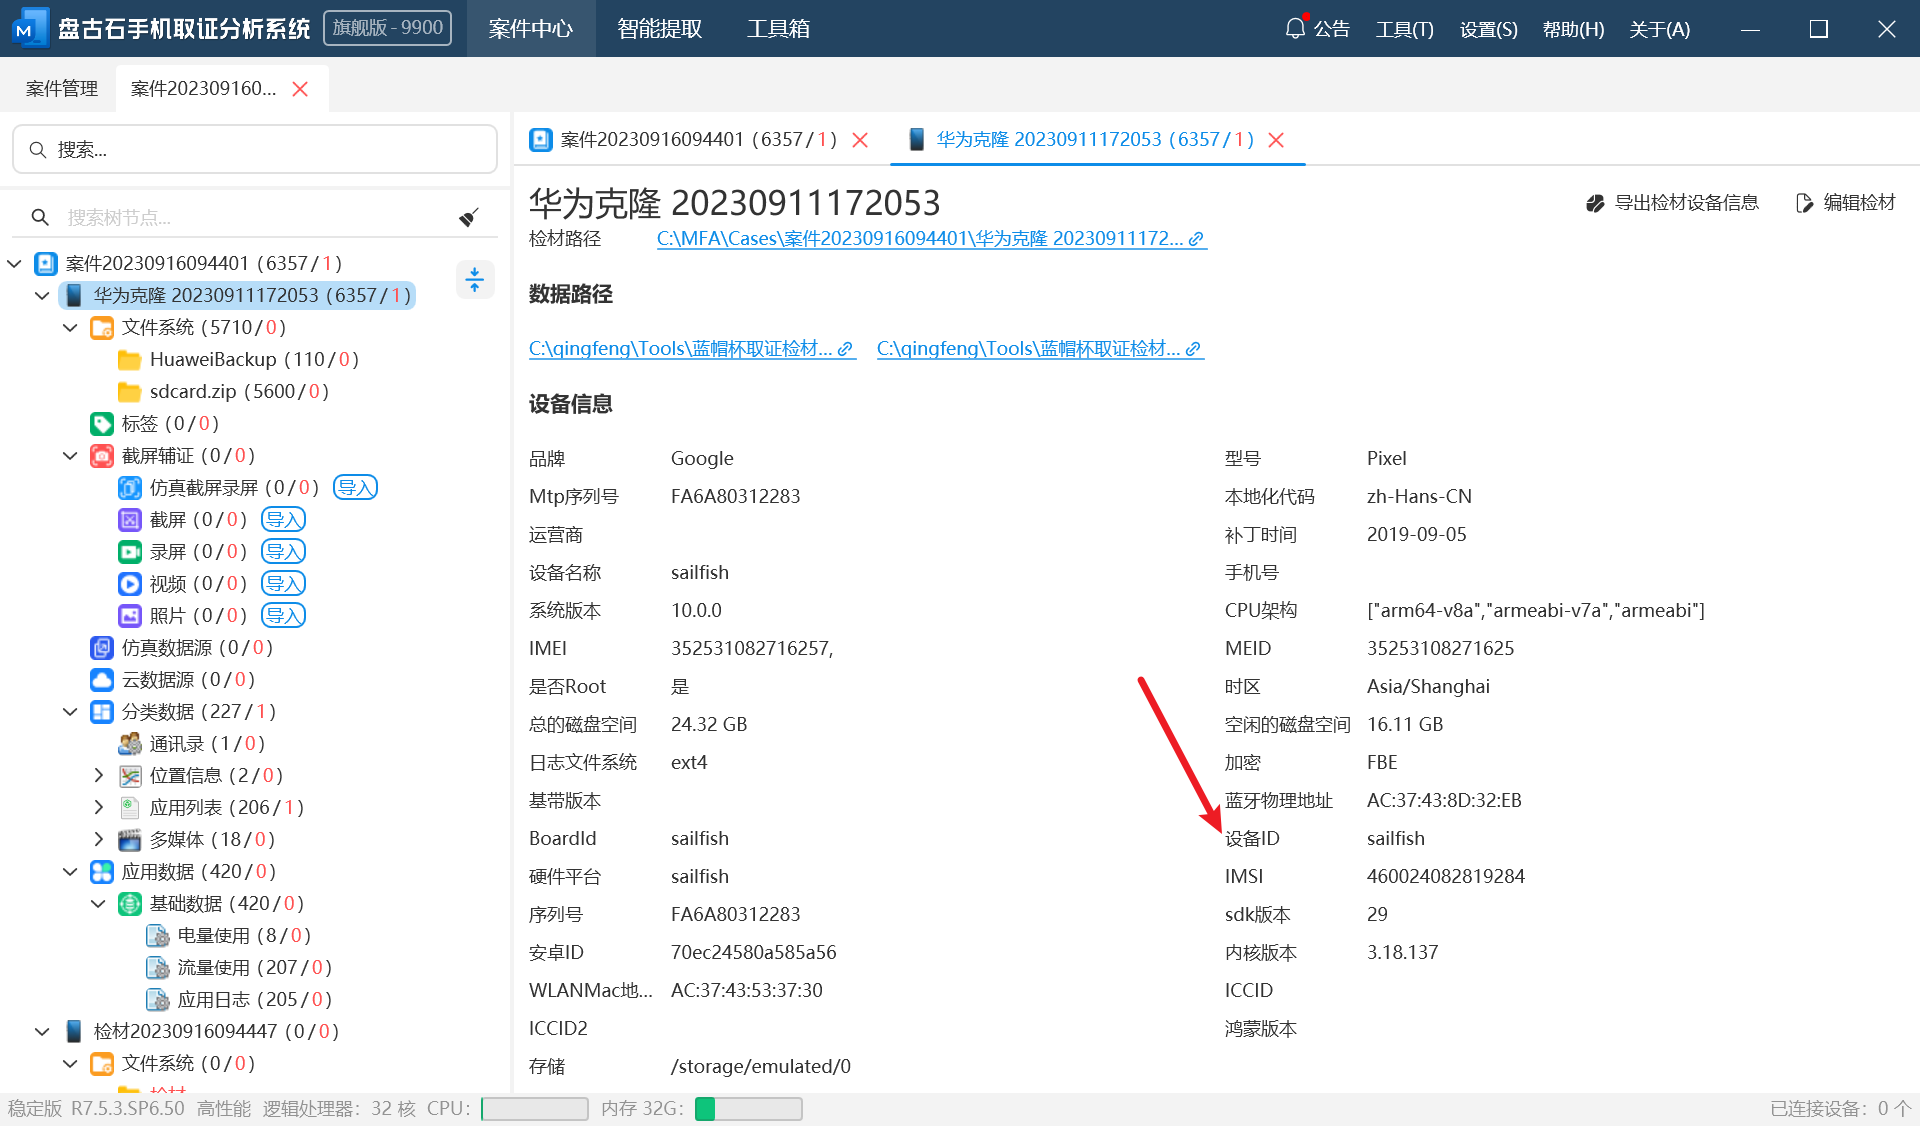 盘古石手机取证分析系统 旗舰版 - 9900 案件中心 智能提取 工具箱 公告 工具(T) 设置(S) 帮助(H) 关于(A)
案件管理 案件202309160...
搜索...
搜索树节点...
案件20230916094401 (6357/1)
华为克隆 20230911172053 (6357/1)
文件系统 (5710/0)
HuaweiBackup (110/0)
sdcard.zip (5600/0)
标签 (0/0)
截屏辅证 (0/0)
仿真截屏录屏 (0/0) 导入
截屏 (0/0) 导入
录屏 (0/0) 导入
视频 (0/0) 导入
照片 (0/0) 导入
仿真数据源 (0/0)
云数据源 (0/0)
分类数据 (227/1)
通讯录 (1/0)
位置信息 (2/0)
应用列表 (206/1)
多媒体 (18/0)
应用数据 (420/0)
基础数据 (420/0)
电量使用 (8/0)
流量使用 (207/0)
应用日志 (205/0)
检材20230916094447 (0/0)
文件系统 (0/0)
案件20230916094401 (6357/1) 华为克隆 20230911172053 (6357/1)
华为克隆 20230911172053 导出检材设备信息 编辑检材
检材路径 C:\MFA\Cases\案件20230916094401\华为克隆 20230911172...
数据路径
C:\qingfeng\Tools\蓝帽杯取证检材... C:\qingfeng\Tools\蓝帽杯取证检材...
设备信息
品牌 Google 型号 Pixel
Mtp序列号 FA6A80312283 本地化代码 zh-Hans-CN
运营商 补丁时间 2019-09-05
设备名称 sailfish 手机号
系统版本 10.0.0 CPU架构 ["arm64-v8a","armeabi-v7a","armeabi"]
IMEI 352531082716257, MEID 35253108271625
是否Root 是 时区 Asia/Shanghai
总的磁盘空间 24.32 GB 空闲的磁盘空间 16.11 GB
日志文件系统 ext4 加密 FBE
基带版本 蓝牙物理地址 AC:37:43:8D:32:EB
BoardId sailfish 设备ID sailfish
硬件平台 sailfish IMSI 460024082819284
序列号 FA6A80312283 sdk版本 29
安卓ID 70ec24580a585a56 内核版本 3.18.137
WLANMac地... AC:37:43:53:37:30 ICCID
ICCID2 鸿蒙版本
存储 /storage/emulated/0
稳定版 R7.5.3.SP6.50 高性能 逻辑处理器： 32 核 CPU： 内存 32G： 已连接设备： 0 个